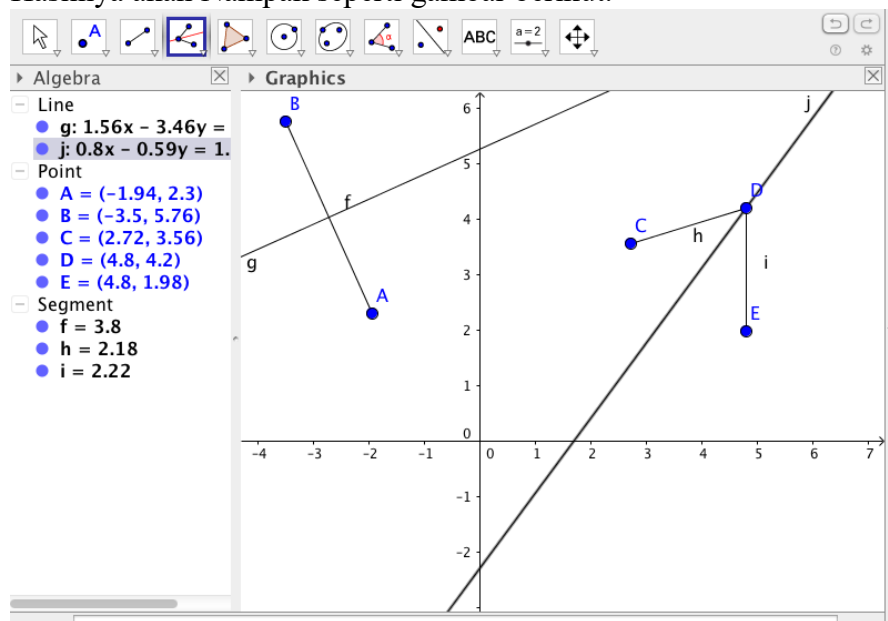 A
α
ABC
a=2
Algebra
Line
g: 1.56x – 3.46y =
j: 0.8x – 0.59y = 1.
Point
A = (–1.94, 2.3)
B = (–3.5, 5.76)
C = (2.72, 3.56)
D = (4.8, 4.2)
E = (4.8, 1.98)
Segment
f = 3.8
h = 2.18
i = 2.22
Graphics
B
6
j
5
D
f
4
C
h
g
i
3
A
E
2
1
0
-4 -3 -2 -1 0 1 2 3 4 5 6 7
-1
-2